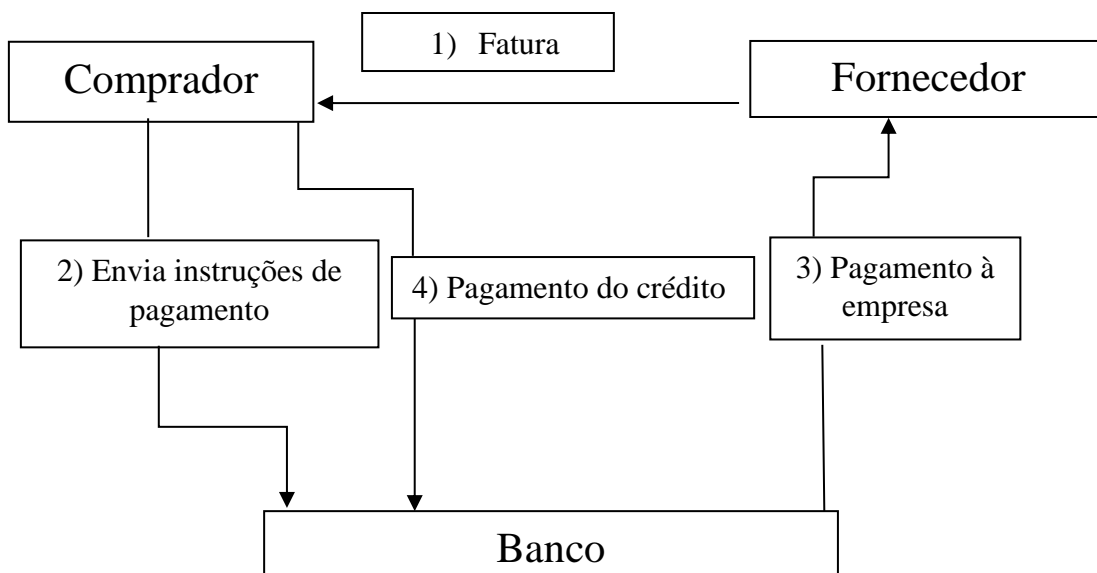 1) Fatura
Comprador
Fornecedor
2) Envia instruções de
pagamento
4) Pagamento do crédito
3) Pagamento à
empresa
Banco